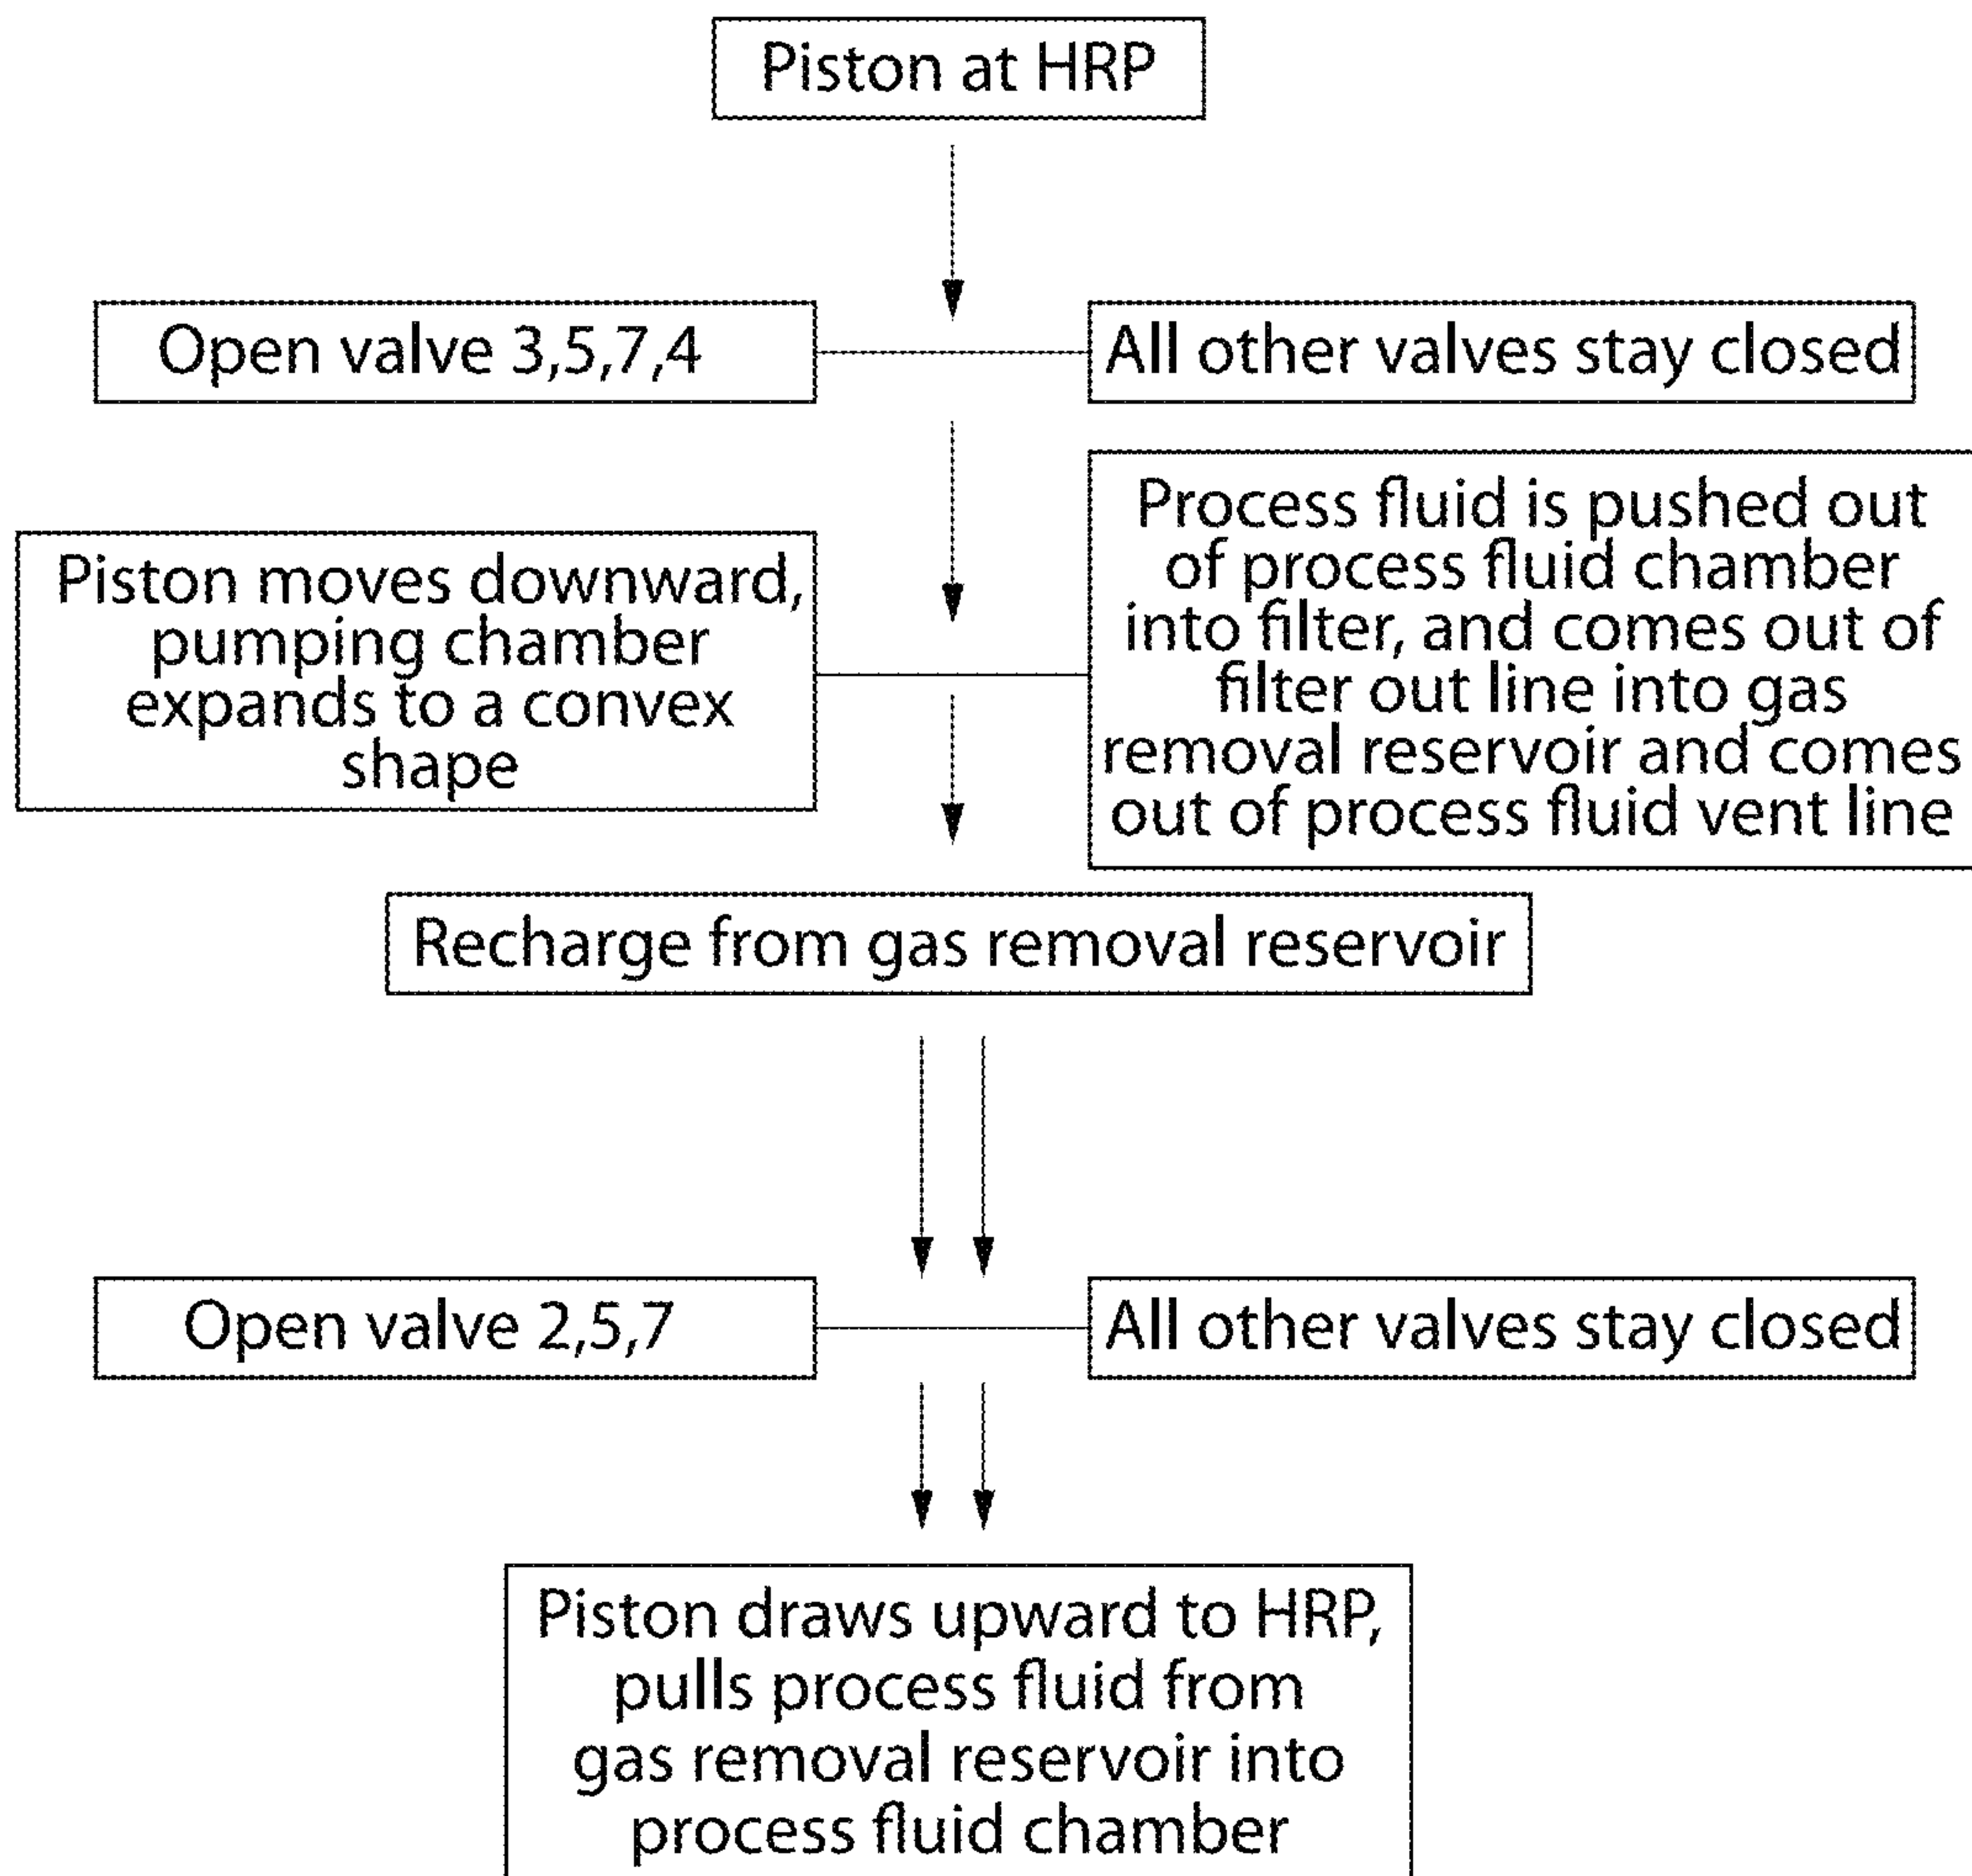 Piston at HRP
Open valve 3,5,7,4
All other valves stay closed
Piston moves downward,
pumping chamber
expands to a convex
shape
Process fluid is pushed out
of process fluid chamber
into filter, and comes out of
filter out line into gas
removal reservoir and comes
out of process fluid vent line
Recharge from gas removal reservoir
Open valve 2,5,7
All other valves stay closed
Piston draws upward to HRP,
pulls process fluid from
gas removal reservoir into
process fluid chamber